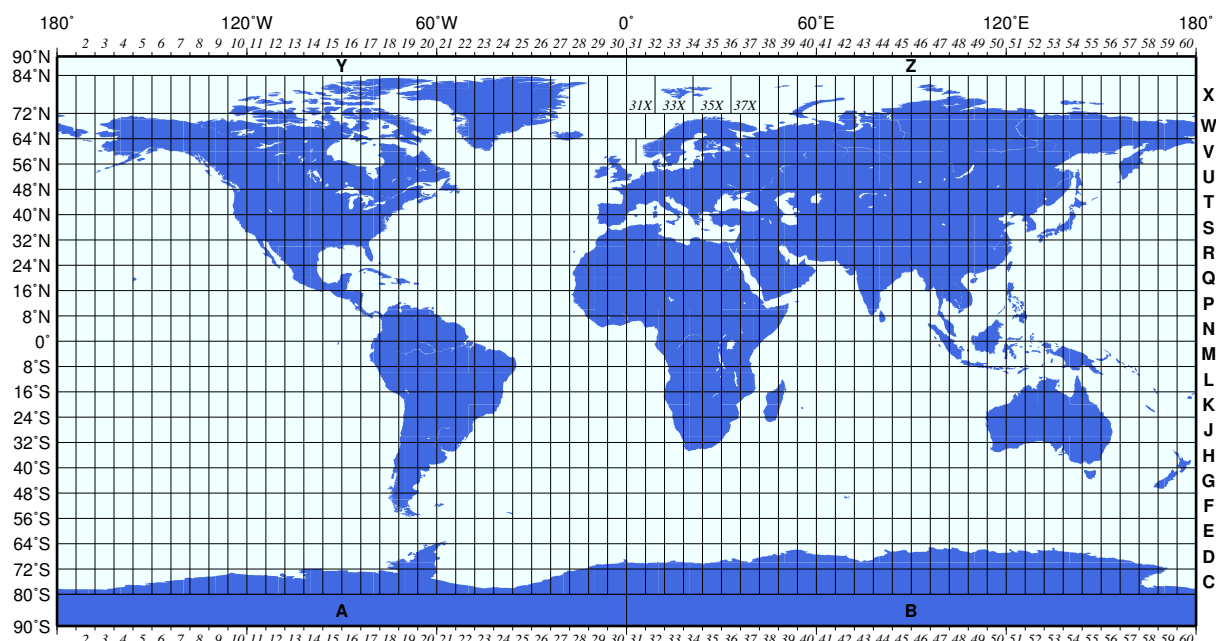 180˚ 120˚W 60˚W 0˚ 60˚E 120˚E 180˚
2 3 4 5 6 7 8 9 10 11 12 13 14 15 16 17 18 19 20 21 22 23 24 25 26 27 28 29 30 31 32 33 34 35 36 37 38 39 40 41 42 43 44 45 46 47 48 49 50 51 52 53 54 55 56 57 58 59 60
90˚N
Y Z
84˚N
X
31X 33X 35X 37X
72˚N
W
64˚N
V
56˚N
U
48˚N
T
40˚N
S
32˚N
R
24˚N
Q
16˚N
P
8˚N
N
0˚
M
8˚S
L
16˚S
K
24˚S
J
32˚S
H
40˚S
G
48˚S
F
56˚S
E
64˚S
D
72˚S
C
80˚S
A B
90˚S
2 3 4 5 6 7 8 9 10 11 12 13 14 15 16 17 18 19 20 21 22 23 24 25 26 27 28 29 30 31 32 33 34 35 36 37 38 39 40 41 42 43 44 45 46 47 48 49 50 51 52 53 54 55 56 57 58 59 60